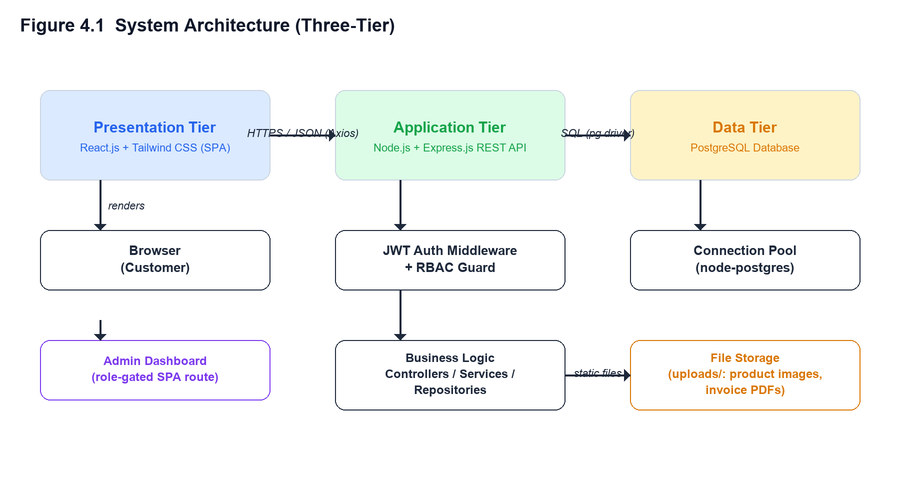 Figure 4.1  System Architecture (Three-Tier)
Presentation Tier
React.js + Tailwind CSS (SPA)
HTTPS / JSON (Axios)
Application Tier
Node.js + Express.js REST API
SQL (pg driver)
Data Tier
PostgreSQL Database
renders
Browser
(Customer)
JWT Auth Middleware
+ RBAC Guard
Connection Pool
(node-postgres)
Admin Dashboard
(role-gated SPA route)
Business Logic
Controllers / Services /
Repositories
static files
File Storage
(uploads/: product images,
invoice PDFs)